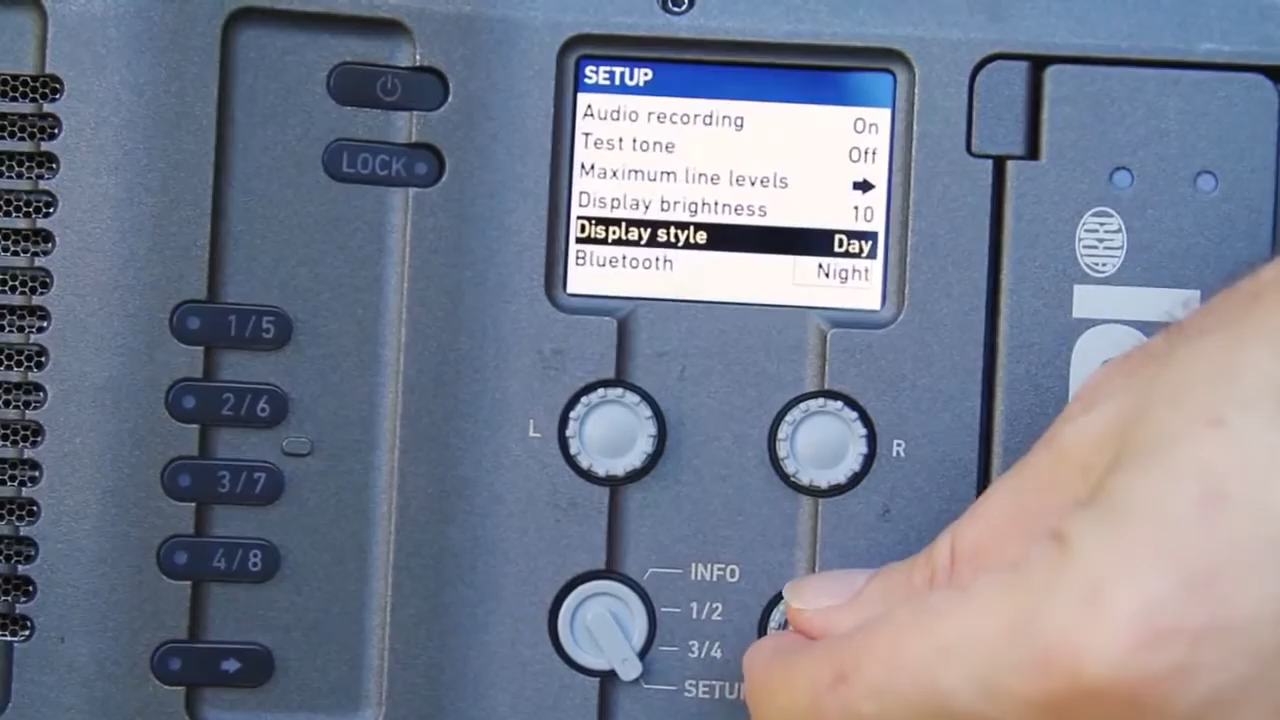 SETUP
Audio recording On
Test tone Off
Maximum line levels
Display brightness 10
Display style Day
Bluetooth Night
LOCK
1/5
2/6
3/7
4/8
L
R
INFO
1/2
3/4
ARRI